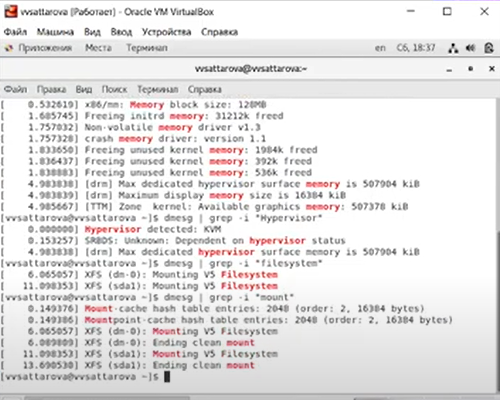 vvsattarova [Работает] - Oracle VM VirtualBox
Файл Машина Вид Ввод Устройства Справка
Приложения Места Терминал en Сб, 18:37
vvsattarova@vvsattarova:~
Файл Правка Вид Поиск Терминал Справка
[ 0.532619] x86/mm: Memory block size: 128MB
[ 1.685745] Freeing initrd memory: 31212k freed
[ 1.757032] Non-volatile memory driver v1.3
[ 1.757328] crash memory driver: version 1.1
[ 1.833650] Freeing unused kernel memory: 1984k freed
[ 1.836437] Freeing unused kernel memory: 392k freed
[ 1.838883] Freeing unused kernel memory: 536k freed
[ 4.983838] [drm] Max dedicated hypervisor surface memory is 507904 kiB
[ 4.983839] [drm] Maximum display memory size is 16384 kiB
[ 4.985667] [TTM] Zone kernel: Available graphics memory: 507378 kiB
[vvsattarova@vvsattarova ~]$ dmesg | grep -i "Hypervisor"
[ 0.000000] Hypervisor detected: KVM
[ 0.153257] SRBDS: Unknown: Dependent on hypervisor status
[ 4.983838] [drm] Max dedicated hypervisor surface memory is 507904 kiB
[vvsattarova@vvsattarova ~]$ dmesg | grep -i "filesystem"
[ 6.065057] XFS (dm-0): Mounting V5 Filesystem
[ 11.098353] XFS (sda1): Mounting V5 Filesystem
[vvsattarova@vvsattarova ~]$ dmesg | grep -i "mount"
[ 0.149376] Mount-cache hash table entries: 2048 (order: 2, 16384 bytes)
[ 0.149386] Mountpoint-cache hash table entries: 2048 (order: 2, 16384 bytes)
[ 6.065057] XFS (dm-0): Mounting V5 Filesystem
[ 6.089809] XFS (dm-0): Ending clean mount
[ 11.098353] XFS (sda1): Mounting V5 Filesystem
[ 13.690530] XFS (sda1): Ending clean mount
[vvsattarova@vvsattarova ~]$